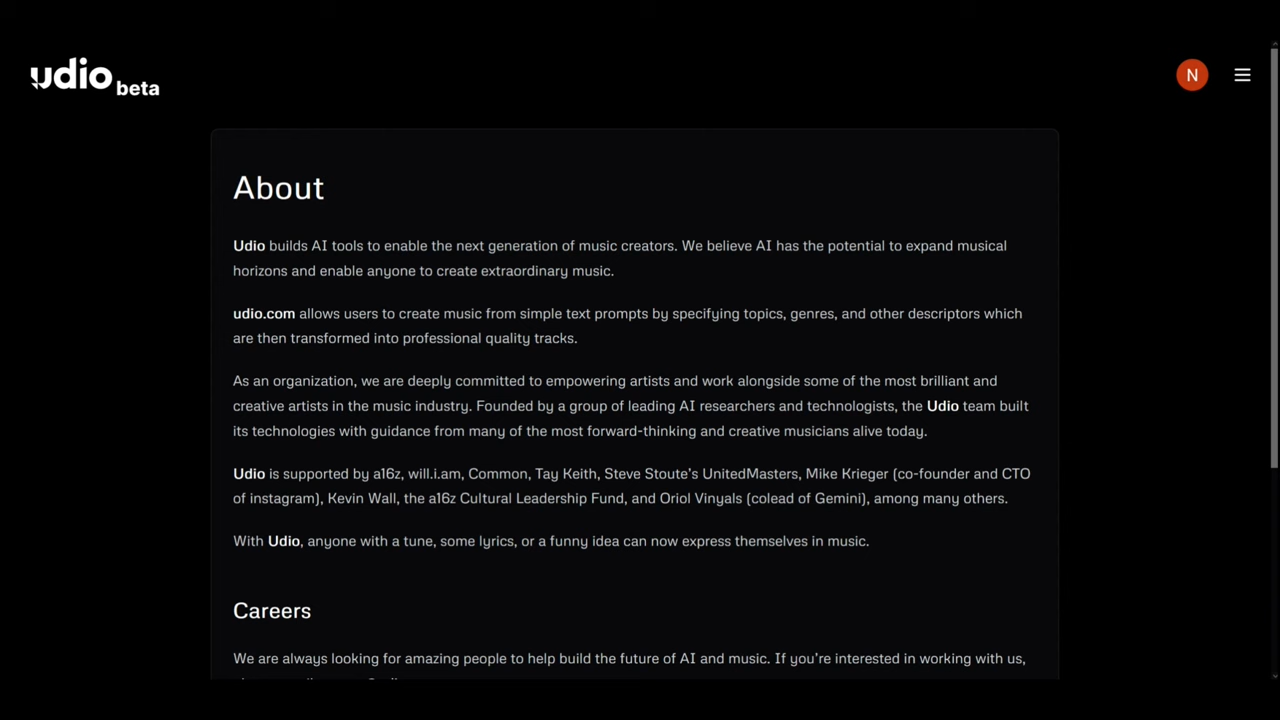 udio beta
N
About
Udio builds AI tools to enable the next generation of music creators. We believe AI has the potential to expand musical
horizons and enable anyone to create extraordinary music.
udio.com allows users to create music from simple text prompts by specifying topics, genres, and other descriptors which
are then transformed into professional quality tracks.
As an organization, we are deeply committed to empowering artists and work alongside some of the most brilliant and
creative artists in the music industry. Founded by a group of leading AI researchers and technologists, the Udio team built
its technologies with guidance from many of the most forward-thinking and creative musicians alive today.
Udio is supported by a16z, will.i.am, Common, Tay Keith, Steve Stoute's UnitedMasters, Mike Krieger (co-founder and CTO
of instagram), Kevin Wall, the a16z Cultural Leadership Fund, and Oriol Vinyals (colead of Gemini), among many others.
With Udio, anyone with a tune, some lyrics, or a funny idea can now express themselves in music.
Careers
We are always looking for amazing people to help build the future of AI and music. If you're interested in working with us,